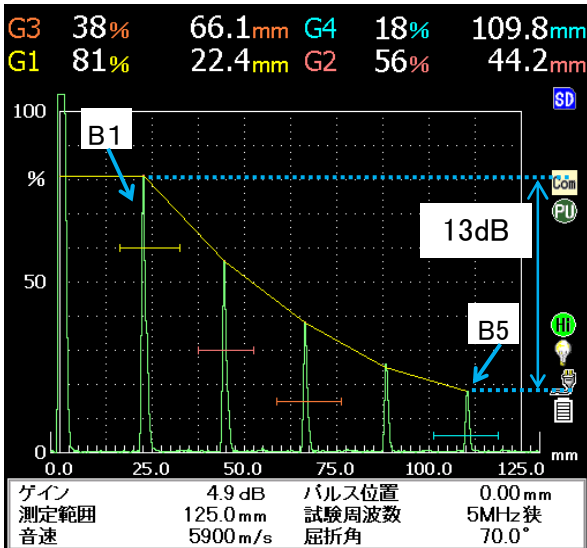 G3 38% 66.1mm G4 18% 109.8mm
G1 81% 22.4mm G2 56% 44.2mm
SD
100
B1
%
Com
PU
13dB
50
Hi
B5
0
0.0 25.0 50.0 75.0 100.0 125.0 mm
ゲイン 4.9 dB パルス位置 0.00 mm
測定範囲 125.0 mm 試験周波数 5MHz狭
音速 5900 m/s 屈折角 70.0°